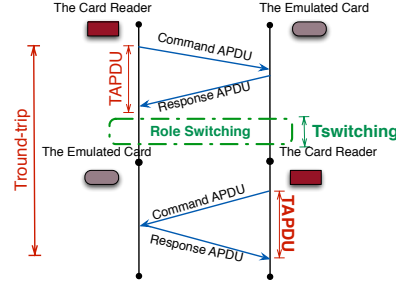 The Card Reader
The Emulated Card
Command APDU
TAPDU
Response APDU
Role Switching
Tswitching
Tround-trip
The Emulated Card
The Card Reader
Command APDU
TAPDU
Response APDU